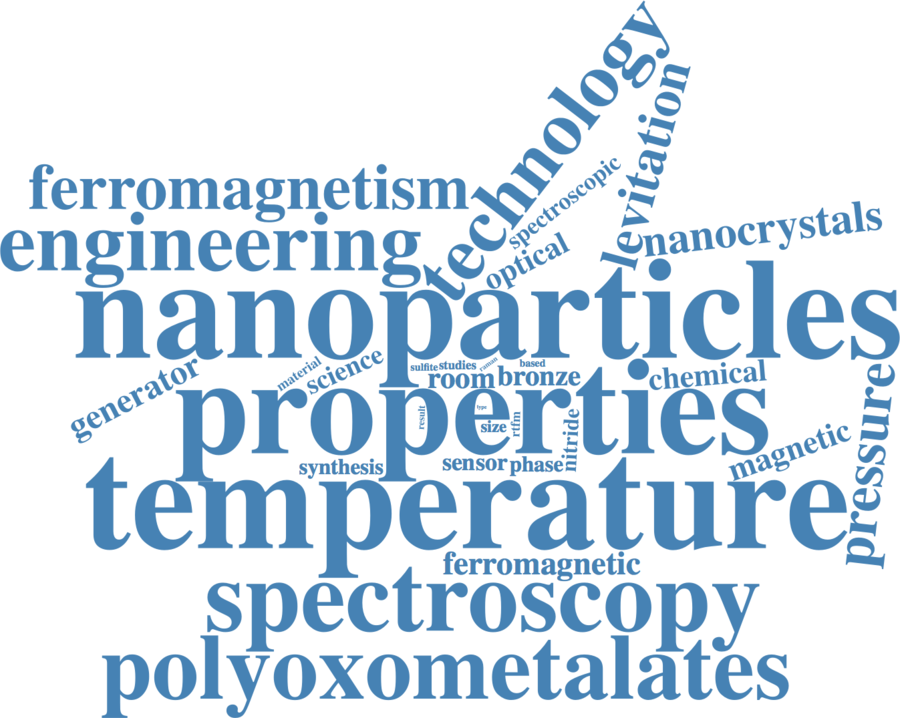 technology
levitation
spectroscopic
ferromagnetism
nanocrystals
engineering
optical
nanoparticles
generator
material
science
sulfite
studies
raman
based
room
bronze
chemical
properties
pressure
result
type
size
rtfm
nitride
magnetic
synthesis
sensor
phase
temperature
ferromagnetic
spectroscopy
polyoxometalates